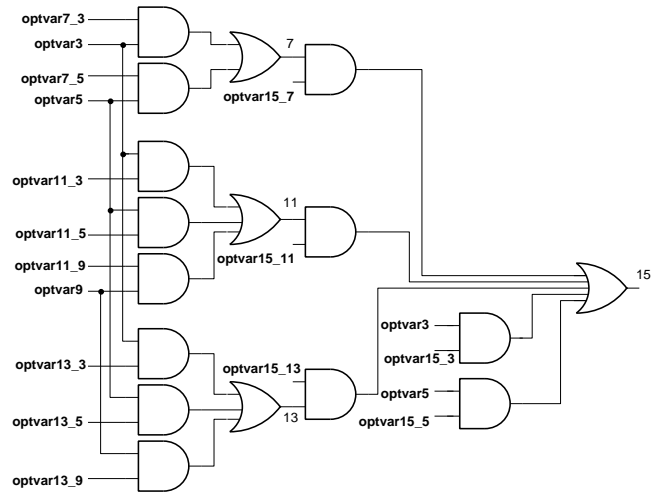 optvar7_3
optvar3
7
optvar7_5
optvar5
optvar15_7
optvar11_3
11
optvar11_5
optvar15_11
optvar11_9
optvar9
15
optvar3
optvar15_3
optvar13_3
optvar15_13
optvar5
13
optvar13_5
optvar15_5
optvar13_9